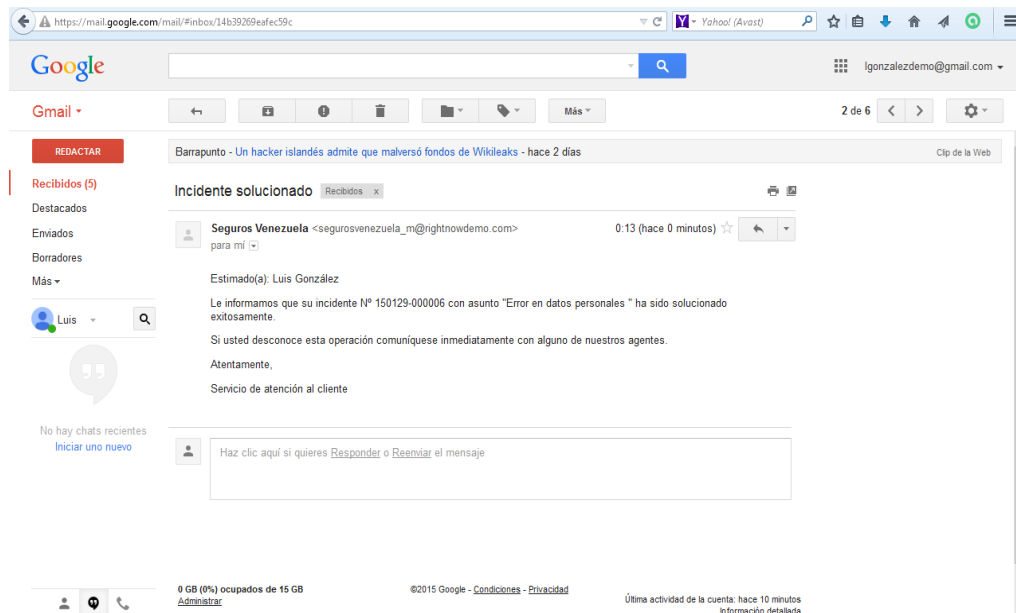 https://mail.google.com/mail/#inbox/14b39269eafec59c
Yahoo! (Avast)
Google
lgonzalezdemo@gmail.com
Gmail
Más
2 de 6
REDACTAR
Barrapunto - Un hacker islandés admite que malversó fondos de Wikileaks - hace 2 días
Clip de la Web
Recibidos (5)
Destacados
Enviados
Borradores
Más
Luis
No hay chats recientes
Iniciar uno nuevo
Incidente solucionado Recibidos x
Seguros Venezuela <segurosvenezuela_m@rightnowdemo.com>
0:13 (hace 0 minutos)
para mí
Estimado(a): Luis González
Le informamos que su incidente Nº 150129-000006 con asunto "Error en datos personales " ha sido solucionado
exitosamente.
Si usted desconoce esta operación comuníquese inmediatamente con alguno de nuestros agentes.
Atentamente,
Servicio de atención al cliente
Haz clic aquí si quieres Responder o Reenviar el mensaje
0 GB (0%) ocupados de 15 GB
Administrar
©2015 Google - Condiciones - Privacidad
Última actividad de la cuenta: hace 10 minutos
Información detallada